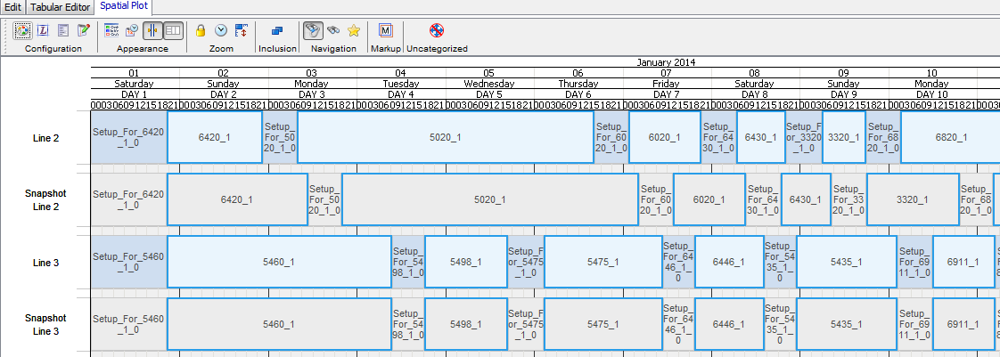 Edit Tabular Editor Spatial Plot
Configuration Appearance Zoom Inclusion Navigation Markup Uncategorized
January 2014
01 02 03 04 05 06 07 08 09 10
Saturday Sunday Monday Tuesday Wednesday Thursday Friday Saturday Sunday Monday
DAY 1 DAY 2 DAY 3 DAY 4 DAY 5 DAY 6 DAY 7 DAY 8 DAY 9 DAY 10
0003060912151821 0003060912151821 0003060912151821 0003060912151821 0003060912151821 0003060912151821 0003060912151821 0003060912151821 0003060912151821 0003060912151821 0003
Line 2
Setup_For_6420
_1_0
6420_1
Setup_
For_50
20_1_0
5020_1
Setup_
For_60
20_1_0
6020_1
Setup_
For_64
30_1_0
6430_1
Setup_F
or_3320
_1_0
3320_1
Setup_
For_68
20_1_0
6820_1
Snapshot
Line 2
Setup_For_6420
_1_0
6420_1
Setup_
For_50
20_1_0
5020_1
Setup_
For_60
20_1_0
6020_1
Setup_
For_64
30_1_0
6430_1
Setup_
For_33
20_1_0
3320_1
Setup_
For_68
20_1_0
Line 3
Setup_For_5460
_1_0
5460_1
Setup_
For_54
98_1_0
5498_1
Setup_F
or_5475
_1_0
5475_1
Setup_
For_64
46_1_
0
6446_1
Setup_
For_54
35_1_0
5435_1
Setup_
For_69
11_1_0
6911_1
Snapshot
Line 3
Setup_For_5460
_1_0
5460_1
Setup_
For_54
98_1_0
5498_1
Setup_F
or_5475
_1_0
5475_1
Setup_
For_64
46_1_
0
6446_1
Setup_
For_54
35_1_0
5435_1
Setup_
For_69
11_1_0
6911_1